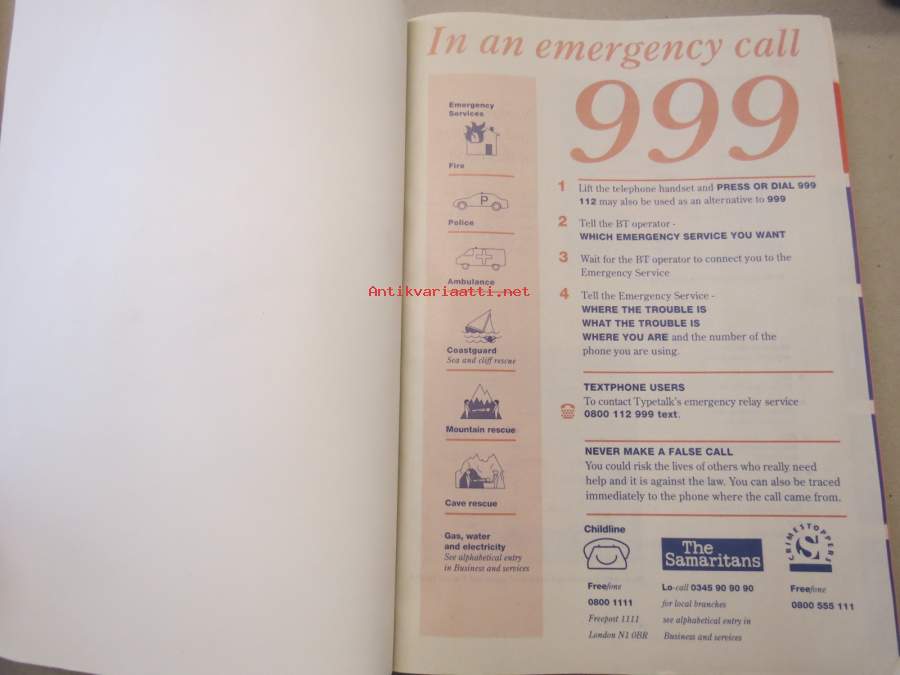 In an emergency call
999
Emergency
Services
Fire
P
Police
Ambulance
Coastguard
Sea and cliff rescue
Mountain rescue
Cave rescue
Gas, water
and electricity
See alphabetical entry
in Business and services
1 Lift the telephone handset and PRESS OR DIAL 999
112 may also be used as an alternative to 999
2 Tell the BT operator -
WHICH EMERGENCY SERVICE YOU WANT
3 Wait for the BT operator to connect you to the
Emergency Service
4 Tell the Emergency Service -
WHERE THE TROUBLE IS
WHAT THE TROUBLE IS
WHERE YOU ARE and the number of the
phone you are using.
TEXTPHONE USERS
To contact Typetalk's emergency relay service
0800 112 999 text.
NEVER MAKE A FALSE CALL
You could risk the lives of others who really need
help and it is against the law. You can also be traced
immediately to the phone where the call came from.
Childline
Freefone
0800 1111
Freepost 1111
London N1 0BR
The
Samaritans
Lo-call 0345 90 90 90
for local branches
see alphabetical entry in
Business and services
CRIMESTOPPERS
S
Freefone
0800 555 111
Antikvariaatti.net